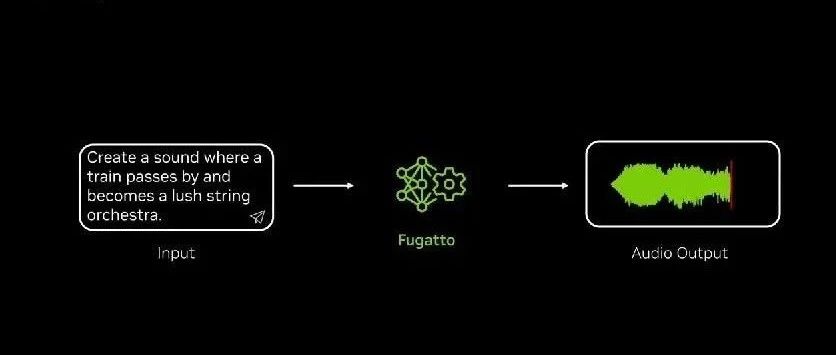 Create a sound where a
train passes by and
becomes a lush string
orchestra.
Input
Fugatto
Audio Output